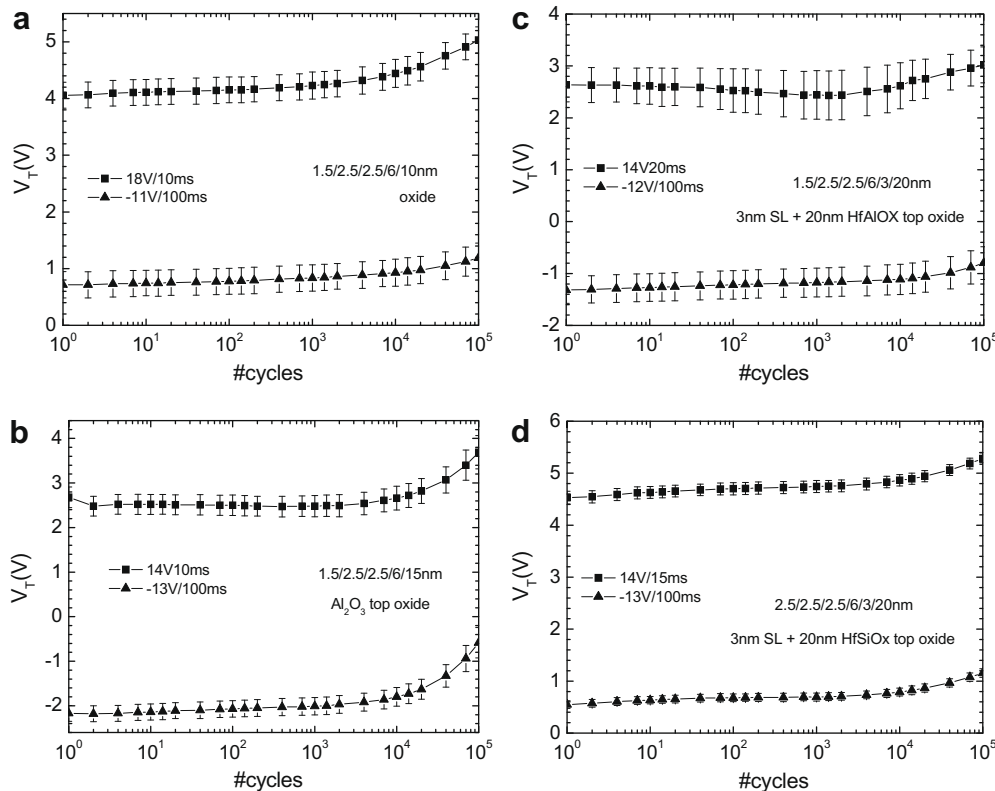 a
5
4
3
2
1
0
V_T(V)
18V/10ms
-11V/100ms
1.5/2.5/2.5/6/10nm
oxide
10^0 10^1 10^2 10^3 10^4 10^5
#cycles
c
4
3
2
1
0
-1
-2
V_T(V)
14V20ms
-12V/100ms
1.5/2.5/2.5/6/3/20nm
3nm SL + 20nm HfAlOX top oxide
10^0 10^1 10^2 10^3 10^4 10^5
#cycles
b
4
3
2
1
0
-1
-2
V_T(V)
14V10ms
-13V/100ms
1.5/2.5/2.5/6/15nm
Al₂O₃ top oxide
10^0 10^1 10^2 10^3 10^4 10^5
#cycles
d
6
5
4
3
2
1
0
V_T(V)
14V/15ms
-13V/100ms
2.5/2.5/2.5/6/3/20nm
3nm SL + 20nm HfSiOx top oxide
10^0 10^1 10^2 10^3 10^4 10^5
#cycles